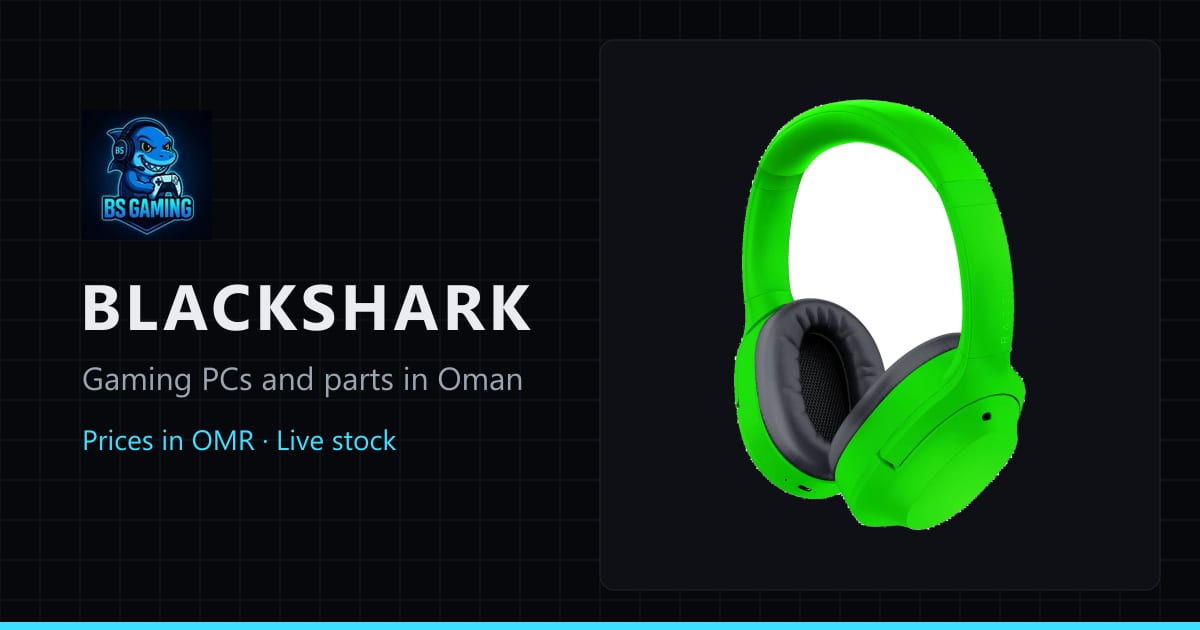 BS
BS GAMING
BLACKSHARK
Gaming PCs and parts in Oman
Prices in OMR · Live stock